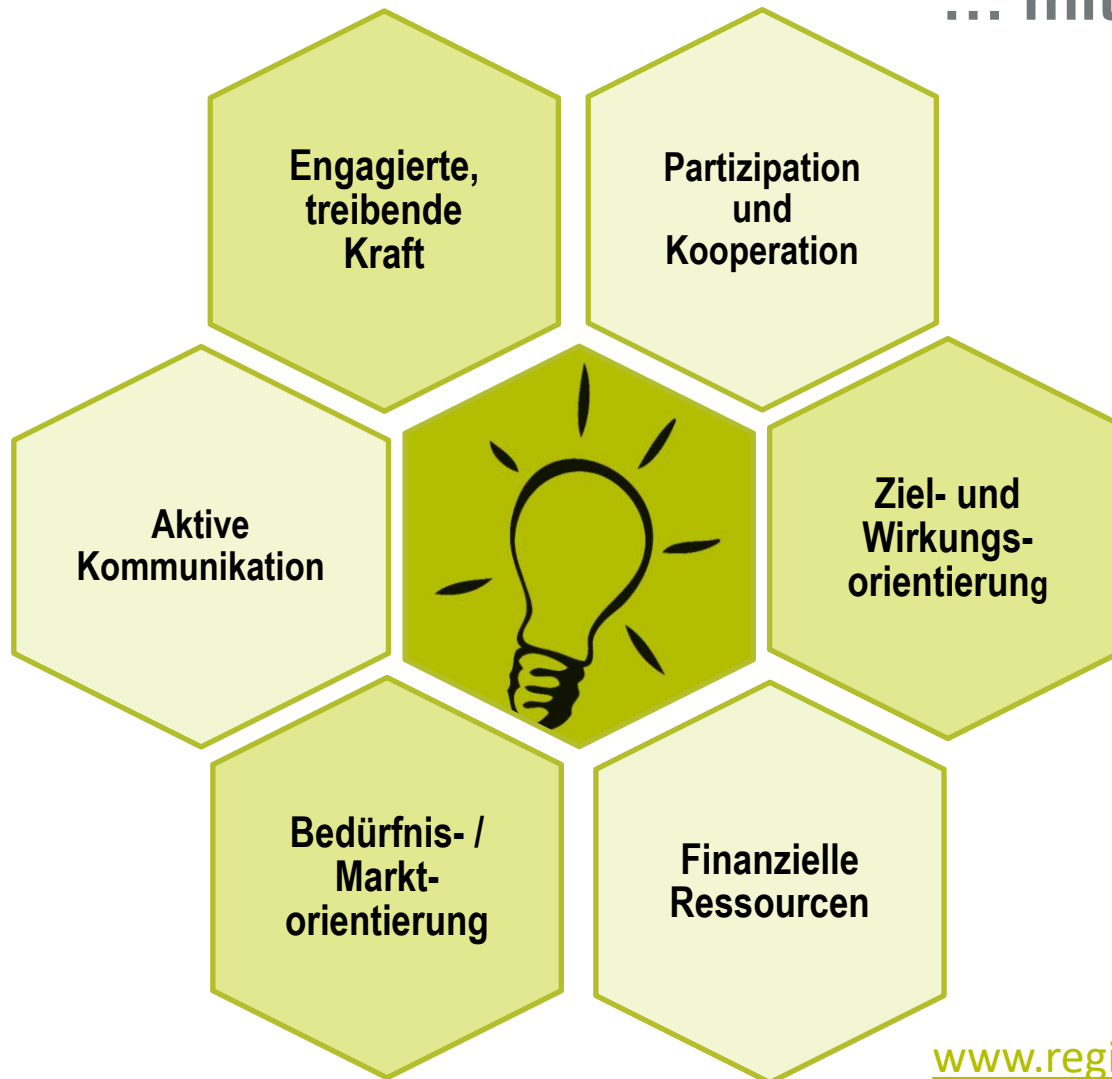 Engagierte,
treibende
Kraft
Partizipation
und
Kooperation
Aktive
Kommunikation
Ziel- und
Wirkungs-
orientierung
Bedürfnis- /
Markt-
orientierung
Finanzielle
Ressourcen